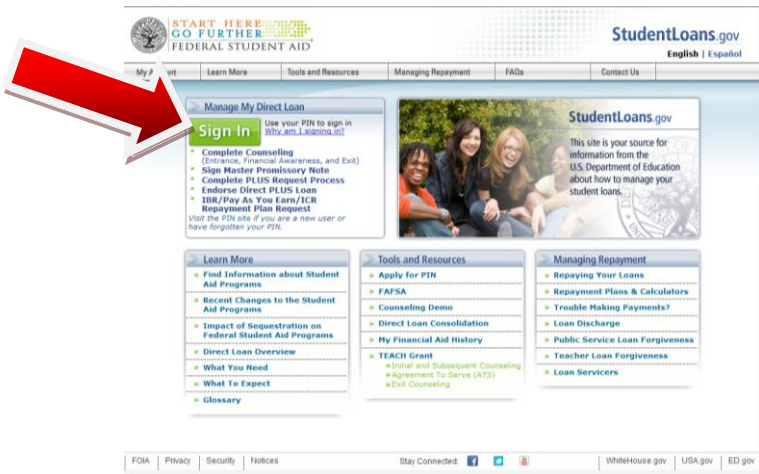 START HERE
GO FURTHER
FEDERAL STUDENT AID
StudentLoans.gov
English | Español
My A nt
Learn More
Tools and Resources
Managing Repayment
FAQs
Contact Us
Manage My Direct Loan
Sign In
Use your PIN to sign in
Why am I signing in?
Complete Counseling
(Entrance, Financial Awareness, and Exit)
Sign Master Promissory Note
Complete PLUS
Request Process
Endorse Direct PLUS Loan
IBR/Pay As You
Earn/ICR
Repayment Plan
Request
Visit the PIN site if you are a new user or
have forgotten your PIN.
StudentLoans.gov
This site is your source for
information from the
U.S. Department of Education
about how to manage your
student loans.
Learn More
» Find Information about Student
Aid Programs
» Recent Changes to the Student
Aid Programs
» Impact of Sequestration on
Federal Student Aid Programs
» Direct Loan Overview
» What You Need
» What To Expect
» Glossary
Tools and Resources
» Apply for PIN
» FAFSA
» Counseling Demo
» Direct Loan Consolidation
» My Financial Aid History
» TEACH Grant
» Initial and Subsequent Counseling
» Agreement To Serve (ATS)
» Exit Counseling
Managing Repayment
» Repaying Your Loans
» Repayment Plans & Calculators
» Trouble Making Payments?
» Loan Discharge
» Public Service Loan Forgiveness
» Teacher Loan Forgiveness
» Loan Servicers
FOIA | Privacy | Security | Notices
Stay Connected:
WhiteHouse.gov | USA.gov | ED.gov